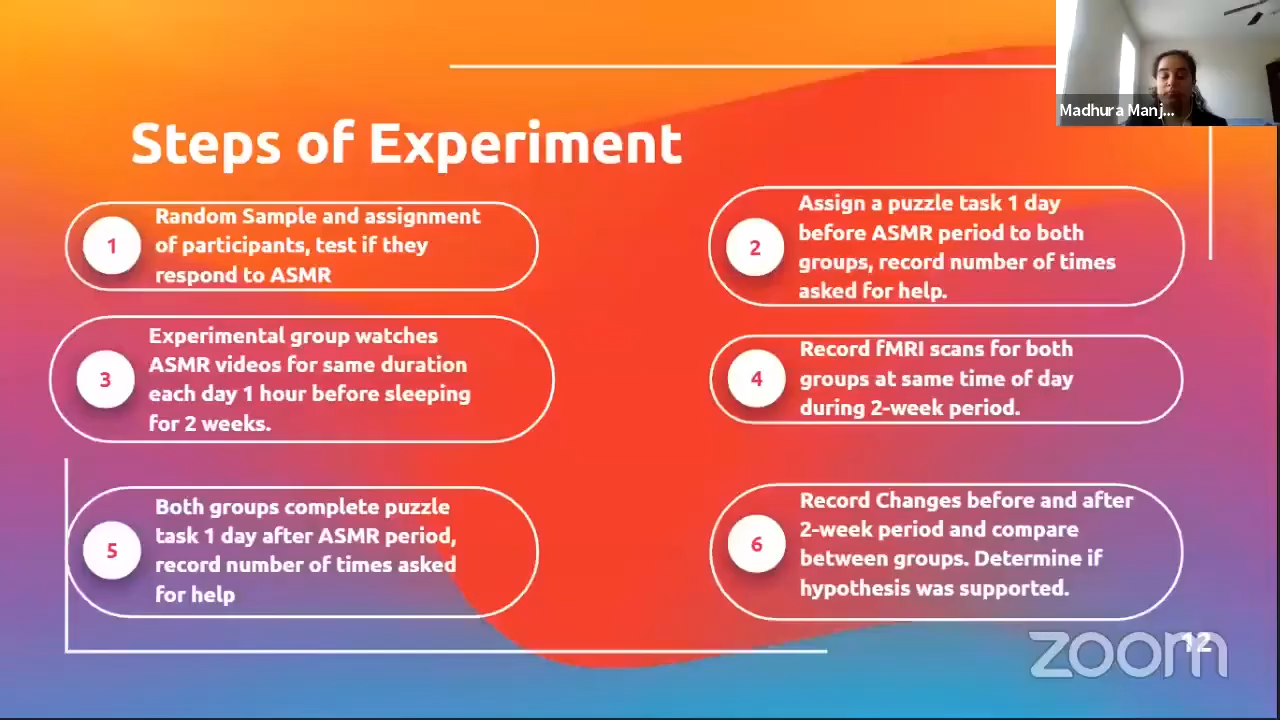 Madhura Manj...
Steps of Experiment
1
Random Sample and assignment
of participants, test if they
respond to ASMR
2
Assign a puzzle task 1 day
before ASMR period to both
groups, record number of times
asked for help.
3
Experimental group watches
ASMR videos for same duration
each day 1 hour before sleeping
for 2 weeks.
4
Record fMRI scans for both
groups at same time of day
during 2-week period.
5
Both groups complete puzzle
task 1 day after ASMR period,
record number of times asked
for help
6
Record Changes before and after
2-week period and compare
between groups. Determine if
hypothesis was supported.
12
zoom